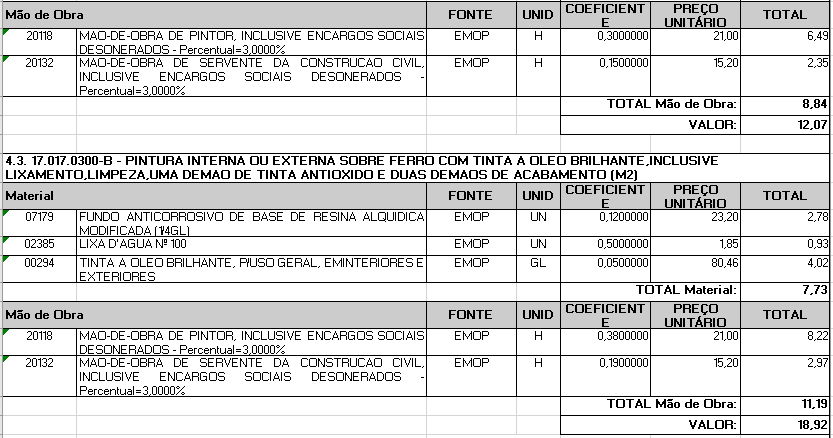 Mão de Obra FONTE UNID COEFICIENT E PREÇO UNITÁRIO TOTAL
20118 MAO-DE-OBRA DE PINTOR, INCLUSIVE ENCARGOS SOCIAIS DESONERADOS - Percentual=3,0000% EMOP H 0,3000000 21,00 6,49
20132 MAO-DE-OBRA DE SERVENTE DA CONSTRUCAO CIVIL, INCLUSIVE ENCARGOS SOCIAIS DESONERADOS - Percentual=3,0000% EMOP H 0,1500000 15,20 2,35
TOTAL Mão de Obra: 8,84
VALOR: 12,07
4.3. 17.017.0300-B - PINTURA INTERNA OU EXTERNA SOBRE FERRO COM TINTA A OLEO BRILHANTE,INCLUSIVE
LIXAMENTO,LIMPEZA,UMA DEMAO DE TINTA ANTIOXIDO E DUAS DEMAOS DE ACABAMENTO (M2)
Material FONTE UNID COEFICIENT E PREÇO UNITÁRIO TOTAL
07179 FUNDO ANTICORROSIVO DE BASE DE RESINA ALQUIDICA MODIFICADA (1/4GL) EMOP UN 0,1200000 23,20 2,78
02385 LIXA D'AGUA Nº 100 EMOP UN 0,5000000 1,85 0,93
00294 TINTA A OLEO BRILHANTE, P/USO GERAL, EMINTERIORES E EXTERIORES EMOP GL 0,0500000 80,46 4,02
TOTAL Material: 7,73
Mão de Obra FONTE UNID COEFICIENT E PREÇO UNITÁRIO TOTAL
20118 MAO-DE-OBRA DE PINTOR, INCLUSIVE ENCARGOS SOCIAIS DESONERADOS - Percentual=3,0000% EMOP H 0,3800000 21,00 8,22
20132 MAO-DE-OBRA DE SERVENTE DA CONSTRUCAO CIVIL, INCLUSIVE ENCARGOS SOCIAIS DESONERADOS - Percentual=3,0000% EMOP H 0,1900000 15,20 2,97
TOTAL Mão de Obra: 11,19
VALOR: 18,92